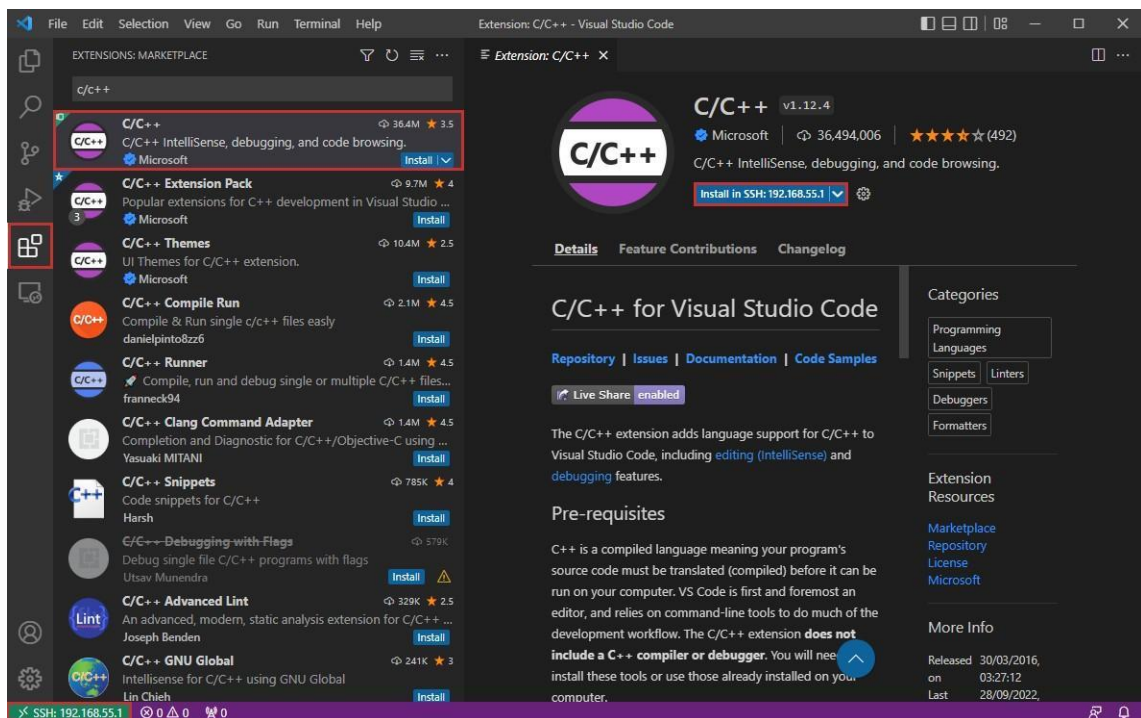 File Edit Selection View Go Run Terminal Help
Extension: C/C++ - Visual Studio Code
EXTENSIONS: MARKETPLACE
c/c++
C/C++
C/C++ 36.4M ★ 3.5
C/C++ IntelliSense, debugging, and code browsing.
Microsoft Install
C/C++
3
C/C++ Extension Pack 9.7M ★ 4
Popular extensions for C++ development in Visual Studio ...
Microsoft Install
C/C++
C/C++ Themes 10.4M ★ 2.5
UI Themes for C/C++ extension.
Microsoft Install
C/C++
C/C++ Compile Run 2.1M ★ 4.5
Compile & Run single c/c++ files easly
danielpinto8zz6 Install
C/C++
C/C++ Runner 1.4M ★ 4.5
🚀 Compile, run and debug single or multiple C/C++ files...
franneck94 Install
C/C++ Clang Command Adapter 1.4M ★ 4.5
Completion and Diagnostic for C/C++/Objective-C using ...
Yasuaki MITANI Install
C++
C/C++ Snippets 785K ★ 4
Code snippets for C/C++
Harsh Install
C/C++ Debugging with Flags 579K
Debug single file C/C++ programs with flags
Utsav Munendra Install
Lint
C/C++ Advanced Lint 329K ★ 2.5
An advanced, modern, static analysis extension for C/C++ ...
Joseph Benden Install
C/C++
C/C++ GNU Global 241K ★ 3
Intellisense for C/C++ using GNU Global
Lin Chieh Install
Extension: C/C++
C/C++
C/C++ v1.12.4
Microsoft | 36,494,006 | ★★★★☆(492)
C/C++ IntelliSense, debugging, and code browsing.
Install in SSH: 192.168.55.1
Details Feature Contributions Changelog
C/C++ for Visual Studio Code
Repository | Issues | Documentation | Code Samples
Live Share enabled
The C/C++ extension adds language support for C/C++ to
Visual Studio Code, including editing (IntelliSense) and
debugging features.
Pre-requisites
C++ is a compiled language meaning your program's
source code must be translated (compiled) before it can be
run on your computer. VS Code is first and foremost an
editor, and relies on command-line tools to do much of the
development workflow. The C/C++ extension does not
include a C++ compiler or debugger. You will
install these tools or use those already installed on your
computer.
Categories
Programming
Languages
Snippets Linters
Debuggers
Formatters
Extension
Resources
Marketplace
Repository
License
Microsoft
More Info
Released 30/03/2016,
on 03:27:12
Last 28/09/2022,
SSH: 192.168.55.1 0 0 0